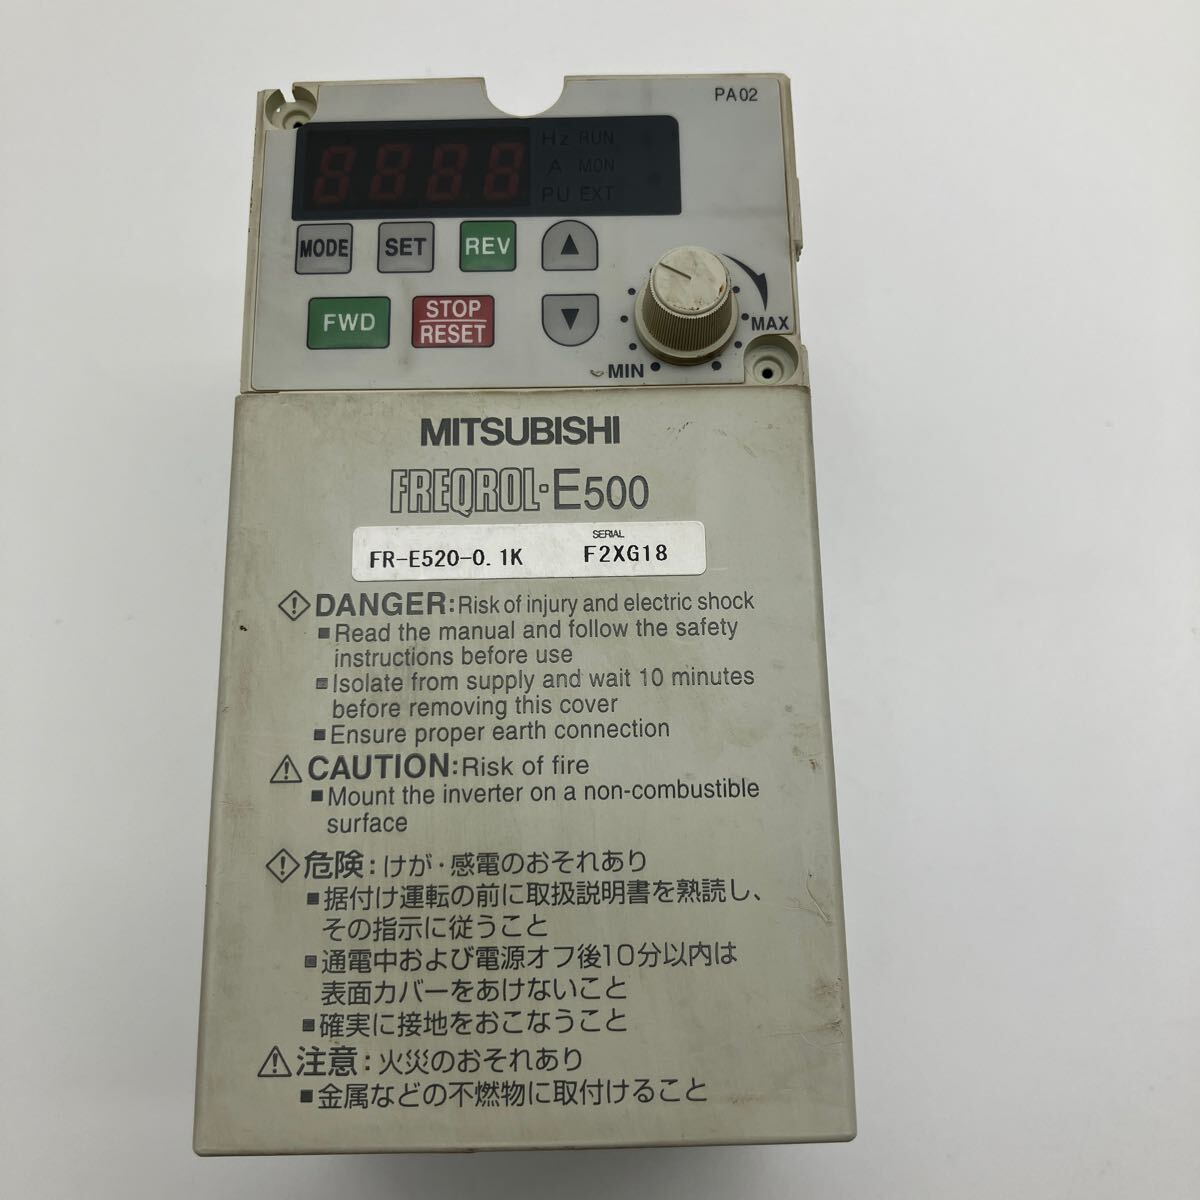 PA02
8888
Hz RUN
A MON
PU EXT
MODE SET REV ▲
FWD STOP RESET ▼
MIN MAX
MITSUBISHI
FREQROL-E500
SERIAL
FR-E520-0.1K F2XG18
DANGER:Risk of injury and electric shock
■Read the manual and follow the safety
instructions before use
■Isolate from supply and wait 10 minutes
before removing this cover
■Ensure proper earth connection
CAUTION:Risk of fire
■Mount the inverter on a non-combustible
surface
危険:けが・感電のおそれあり
■据付け運転の前に取扱説明書を熟読し、
その指示に従うこと
■通電中および電源オフ後10分以内は
表面カバーをあけないこと
■確実に接地をおこなうこと
注意:火災のおそれあり
■金属などの不燃物に取付けること